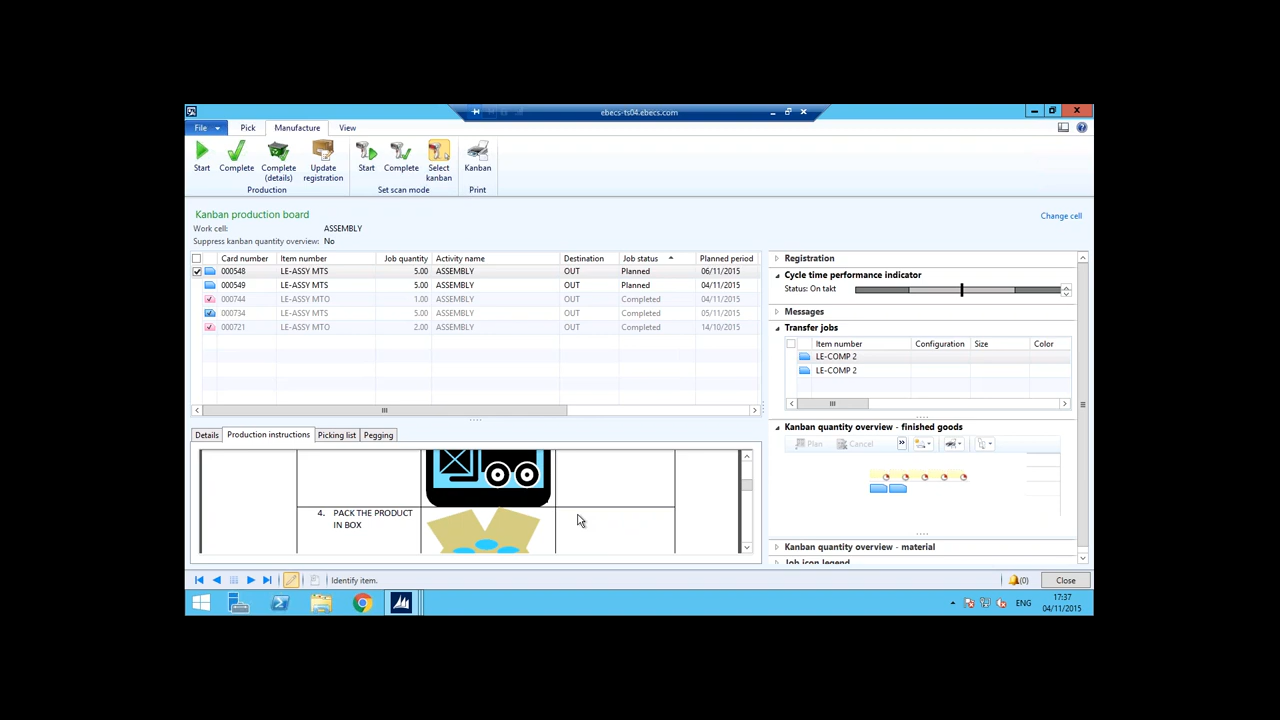 ebecs-ts04.ebecs.com
File Pick Manufacture View
Start Complete Complete (details) Update registration Start Complete Select kanban Kanban
Production Set scan mode Print
Kanban production board
Change cell
Work cell: ASSEMBLY
Suppress kanban quantity overview: No
Card number Item number Job quantity Activity name Destination Job status Planned period
000548 LE-ASSY MTS 5.00 ASSEMBLY OUT Planned 06/11/2015
000549 LE-ASSY MTS 5.00 ASSEMBLY OUT Planned 04/11/2015
000744 LE-ASSY MTO 1.00 ASSEMBLY OUT Completed 04/11/2015
000734 LE-ASSY MTS 5.00 ASSEMBLY OUT Completed 05/11/2015
000721 LE-ASSY MTO 2.00 ASSEMBLY OUT Completed 14/10/2015
Registration
Cycle time performance indicator
Status: On takt
Messages
Transfer jobs
Item number Configuration Size Color
LE-COMP 2
LE-COMP 2
Kanban quantity overview - finished goods
Plan Cancel
Kanban quantity overview - material
Job icon legend
Details Production instructions Picking list Pegging
4. PACK THE PRODUCT
IN BOX
Identify item.
(0) Close
ENG
17:37
04/11/2015